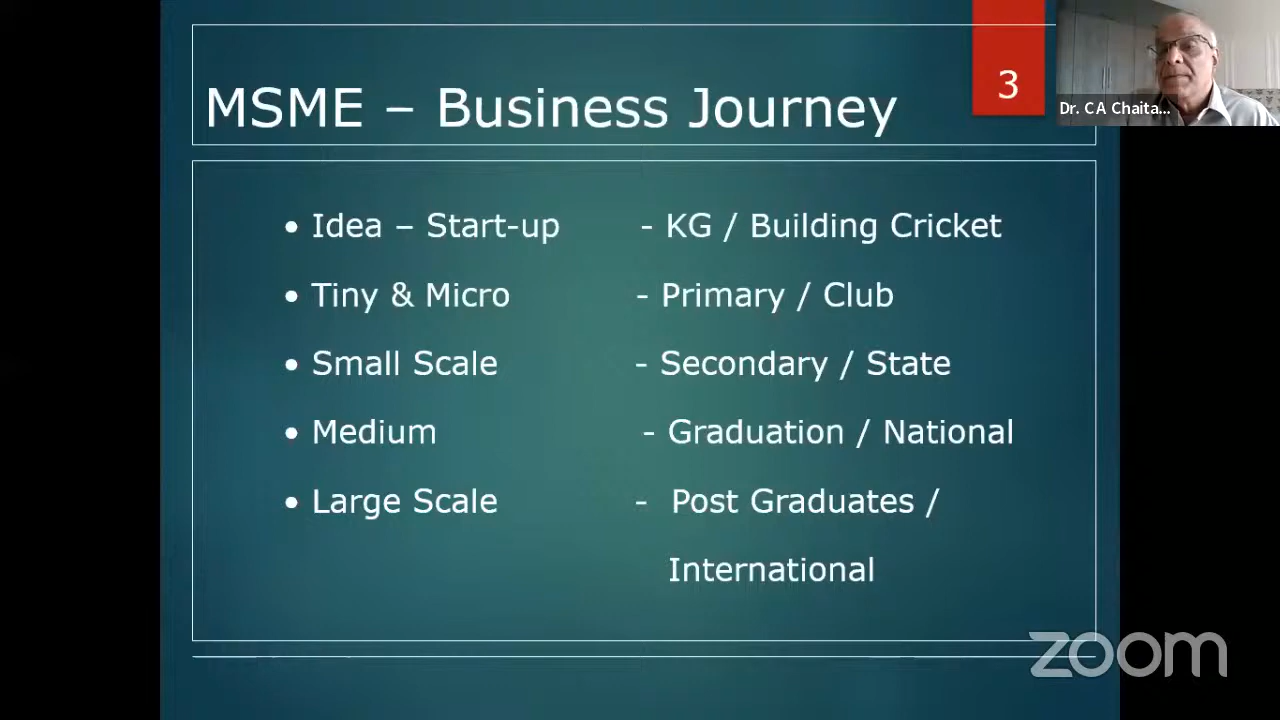 3
MSME – Business Journey
Dr. CA Chaita...
• Idea – Start-up - KG / Building Cricket
• Tiny & Micro - Primary / Club
• Small Scale - Secondary / State
• Medium - Graduation / National
• Large Scale - Post Graduates /
International
zoom